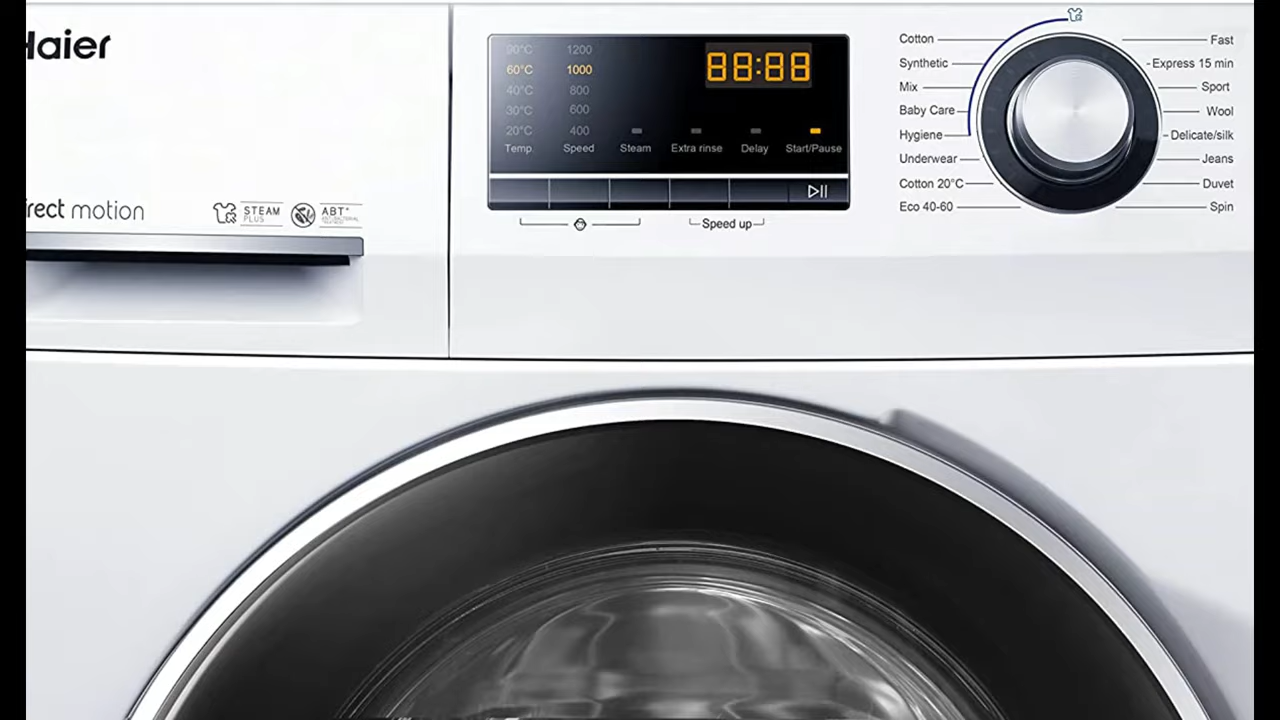 Haier
direct motion
STEAM
PLUS
ABT+
90°C 1200
60°C 1000
40°C 800
30°C 600
20°C 400
88:88
Temp. Speed Steam Extra rinse Delay Start/Pause
Speed up
Cotton
Synthetic
Mix
Baby Care
Hygiene
Underwear
Cotton 20°C
Eco 40-60
Fast
Express 15 min
Sport
Wool
Delicate/silk
Jeans
Duvet
Spin